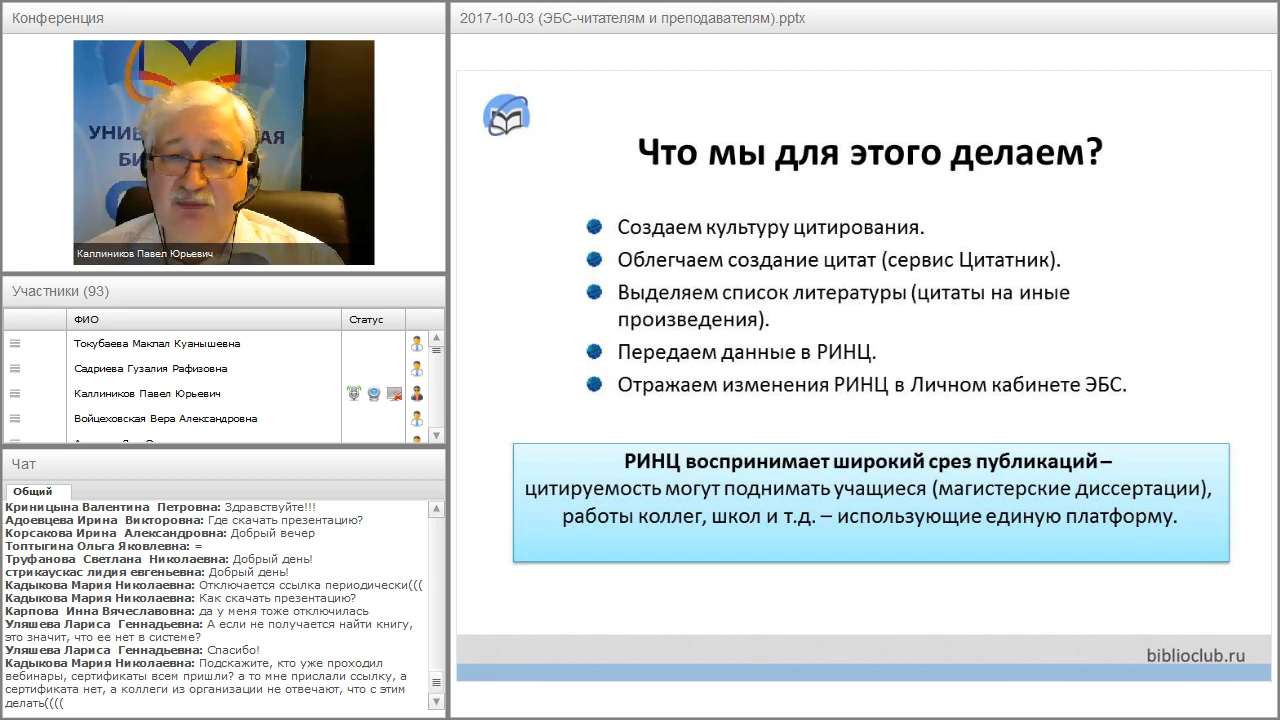 Конференция
УНИВ
АЯ
БИ
Каллиников Павел Юрьевич
Участники (93)
ФИО
Статус
Токубаева Макпал Куанышевна
Садриева Гузалия Рафизовна
Каллиников Павел Юрьевич
Войцеховская Вера Александровна
Чат
Общий
Криницына Валентина Петровна: Здравствуйте!!!
Адоевцева Ирина Викторовна: Где скачать презентацию?
Корсакова Ирина Александровна: Добрый вечер
Топтыгина Ольга Яковлевна: =
Труфанова Светлана Николаевна: Добрый день!
стрикаускас лидия евгеньевна: Добрый день!
Кадыкова Мария Николаевна: Отключается ссылка периодически(((
Кадыкова Мария Николаевна: Как скачать презентацию?
Карпова Инна Вячеславовна: да у меня тоже отключилась
Уляшева Лариса Геннадьевна: А если не получается найти книгу,
это значит, что ее нет в системе?
Уляшева Лариса Геннадьевна: Спасибо!
Кадыкова Мария Николаевна: Подскажите, кто уже проходил
вебинары, сертификаты всем пришли? а то мне прислали ссылку, а
сертификата нет, а коллеги в организации не отвечают, что с этим
делать((((
2017-10-03 (ЭБС-читателям и преподавателям).pptx
Что мы для этого делаем?
Создаем культуру цитирования.
Облегчаем создание цитат (сервис Цитатник).
Выделяем список литературы (цитаты на иные
произведения).
Передаем данные в РИНЦ.
Отражаем изменения РИНЦ в Личном кабинете ЭБС.
РИНЦ воспринимает широкий срез публикаций –
цитируемость могут поднимать учащиеся (магистерские диссертации),
работы коллег, школ и т.д. – использующие единую платформу.
biblioclub.ru